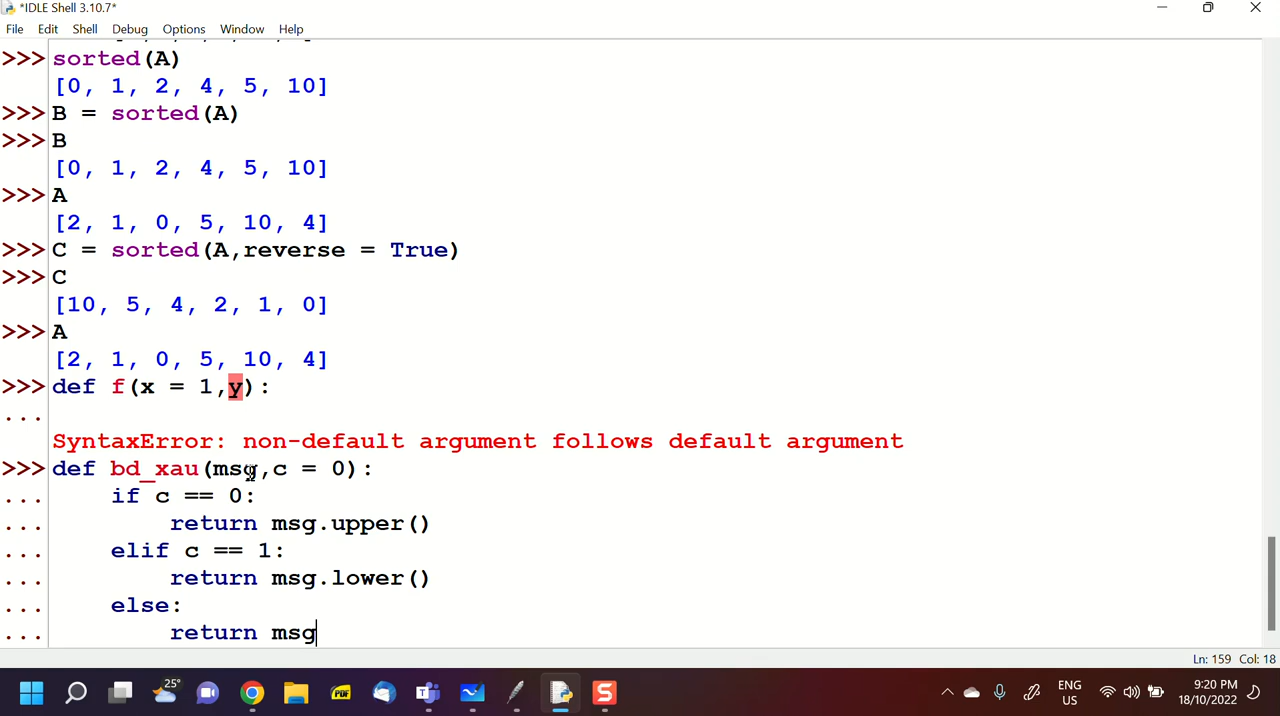 *IDLE Shell 3.10.7*
File Edit Shell Debug Options Window Help
>>> sorted(A)
[0, 1, 2, 4, 5, 10]
>>> B = sorted(A)
>>> B
[0, 1, 2, 4, 5, 10]
>>> A
[2, 1, 0, 5, 10, 4]
>>> C = sorted(A,reverse = True)
>>> C
[10, 5, 4, 2, 1, 0]
>>> A
[2, 1, 0, 5, 10, 4]
>>> def f(x = 1,y):
...
SyntaxError: non-default argument follows default argument
>>> def bd_xau(msg,c = 0):
...     if c == 0:
...         return msg.upper()
...     elif c == 1:
...         return msg.lower()
...     else:
...         return msg
Ln: 159 Col: 18
25°
PDF
S
ENG
US
9:20 PM
18/10/2022